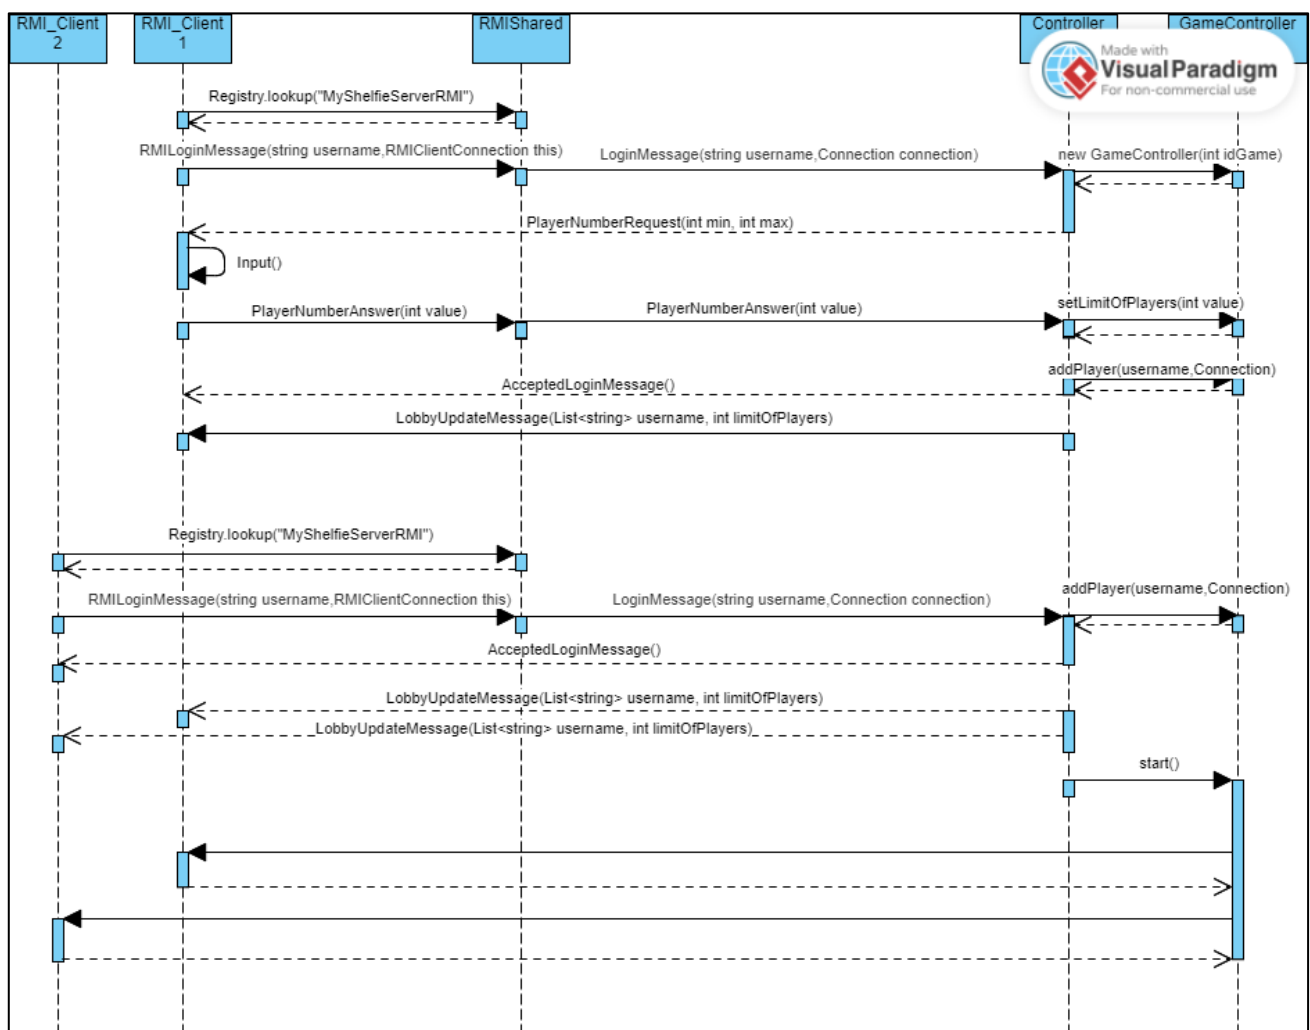 RMI_Client
2
RMI_Client
1
RMIShared
Controller
GameController
Made with
Visual Paradigm
For non-commercial use
Registry.lookup("MyShelfieServerRMI")
RMILoginMessage(string username,RMIClientConnection this)
LoginMessage(string username,Connection connection)
new GameController(int idGame)
PlayerNumberRequest(int min, int max)
Input()
PlayerNumberAnswer(int value)
PlayerNumberAnswer(int value)
setLimitOfPlayers(int value)
addPlayer(username,Connection)
AcceptedLoginMessage()
LobbyUpdateMessage(List<string> username, int limitOfPlayers)
Registry.lookup("MyShelfieServerRMI")
RMILoginMessage(string username,RMIClientConnection this)
LoginMessage(string username,Connection connection)
addPlayer(username,Connection)
AcceptedLoginMessage()
LobbyUpdateMessage(List<string> username, int limitOfPlayers)
LobbyUpdateMessage(List<string> username, int limitOfPlayers)
start()